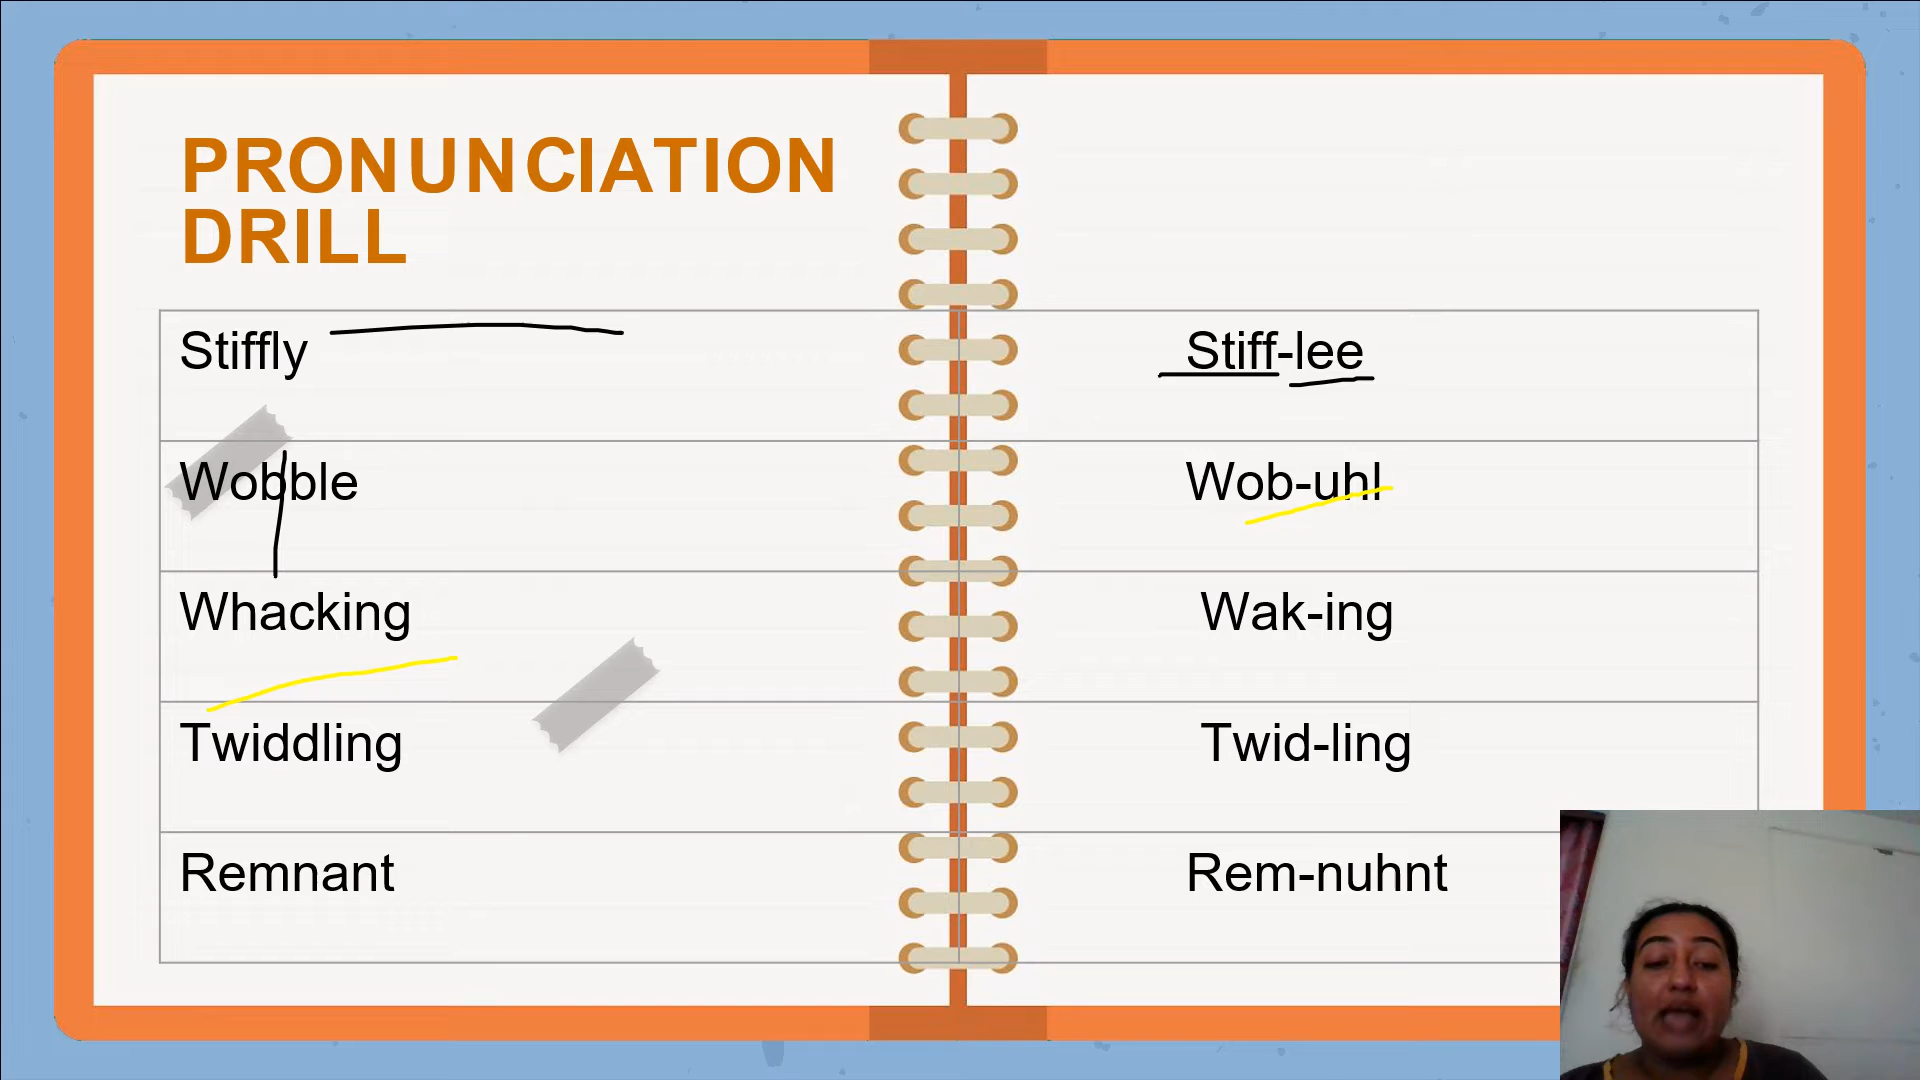 PRONUNCIATION
DRILL
Stiffly Stiff-lee
Wobble Wob-uhl
Whacking Wak-ing
Twiddling Twid-ling
Remnant Rem-nuhnt